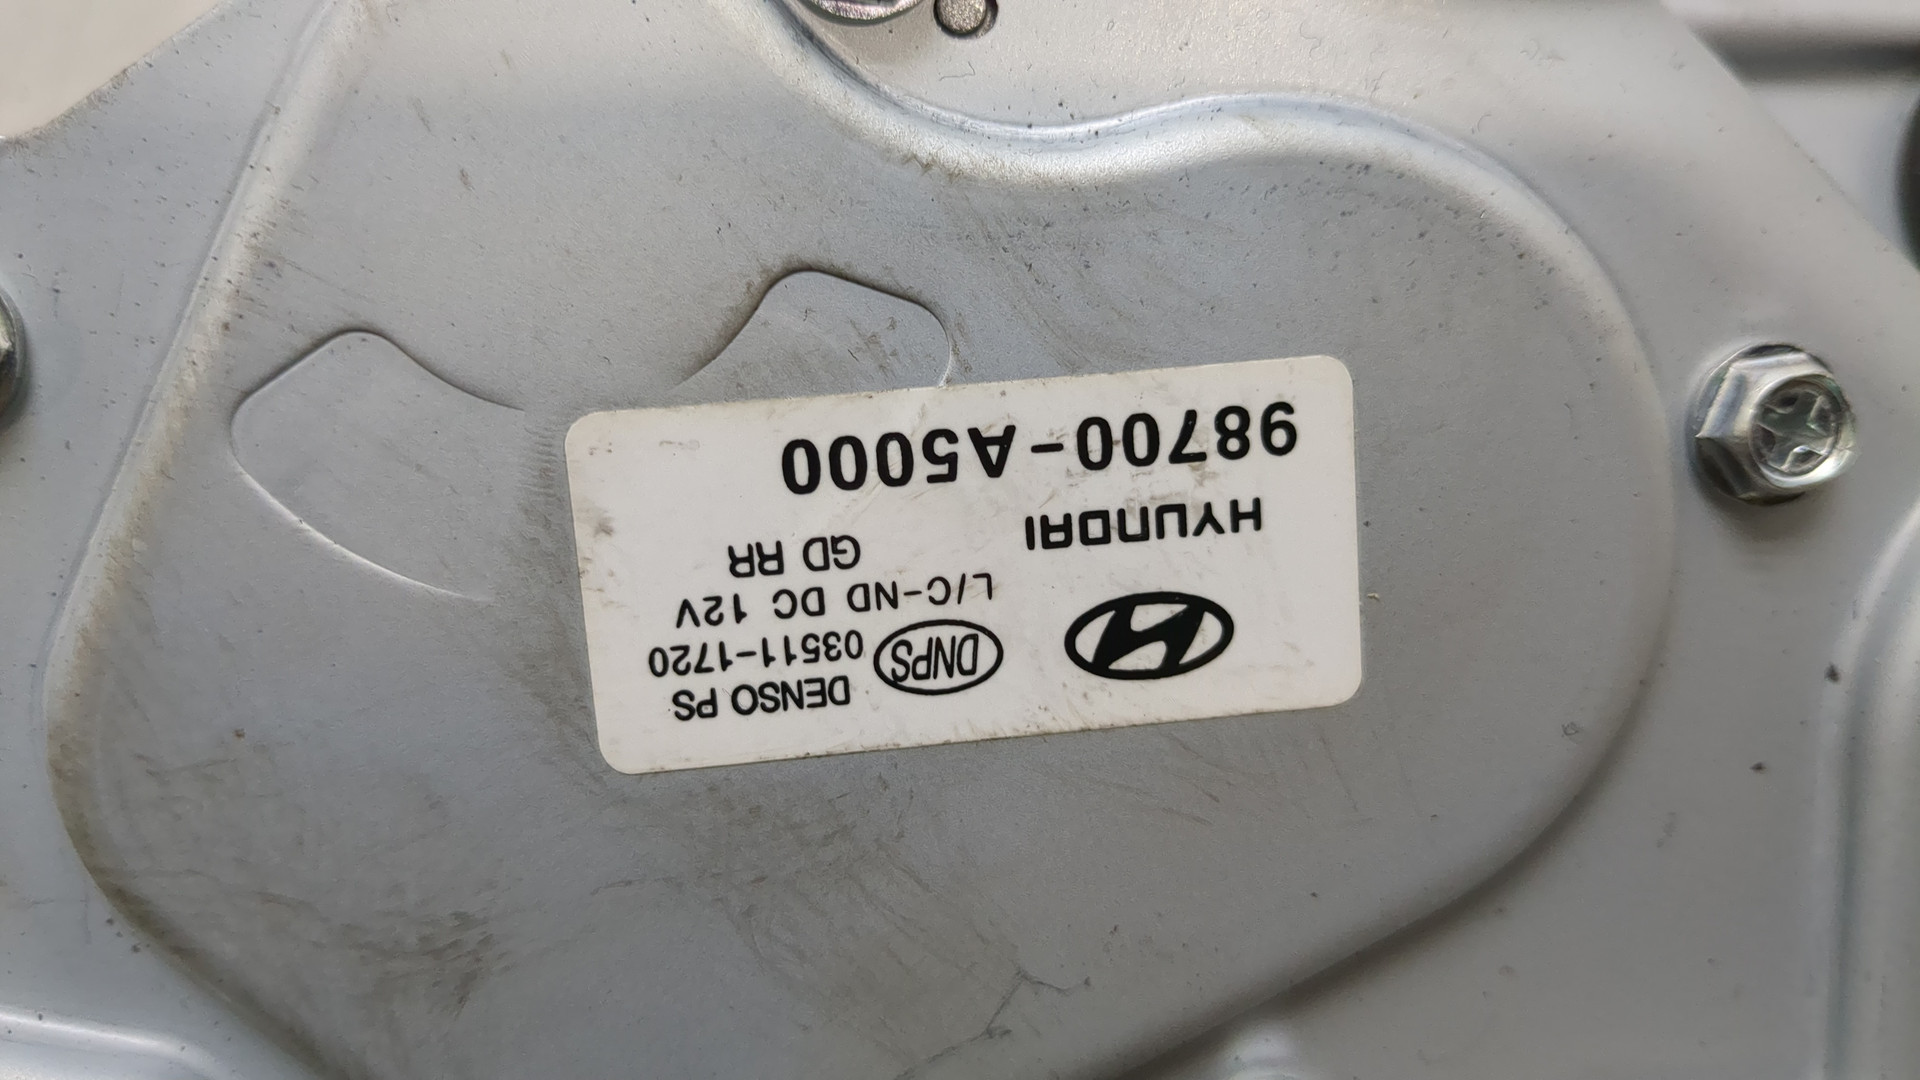 98700-A5000
HYUNDAI
GD RR
L/C-ND DC 12V
DNPS
03511-1720
DENSO PS